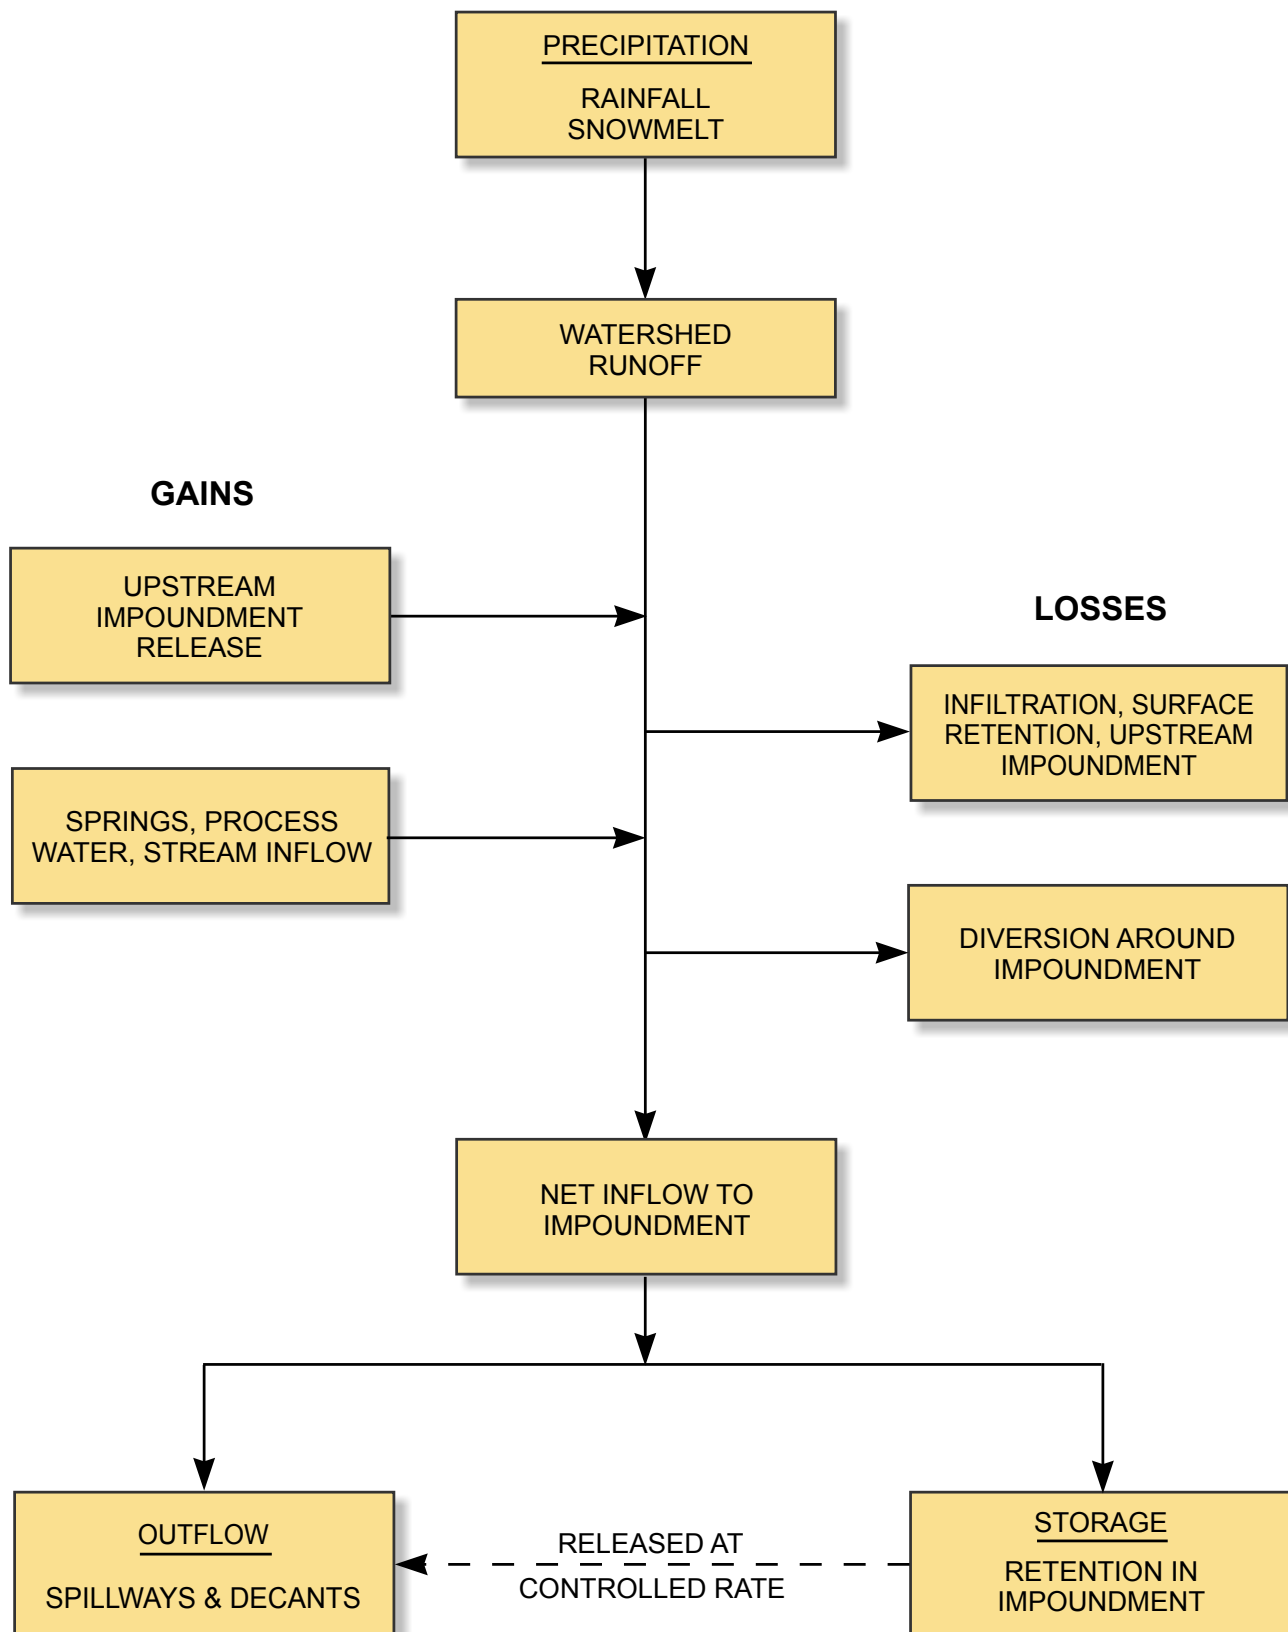 PRECIPITATION
RAINFALL
SNOWMELT
WATERSHED
RUNOFF
GAINS
UPSTREAM
IMPOUNDMENT
RELEASE
LOSSES
INFILTRATION, SURFACE
RETENTION, UPSTREAM
IMPOUNDMENT
SPRINGS, PROCESS
WATER, STREAM INFLOW
DIVERSION AROUND
IMPOUNDMENT
NET INFLOW TO
IMPOUNDMENT
OUTFLOW
SPILLWAYS & DECANTS
RELEASED AT
CONTROLLED RATE
STORAGE
RETENTION IN
IMPOUNDMENT